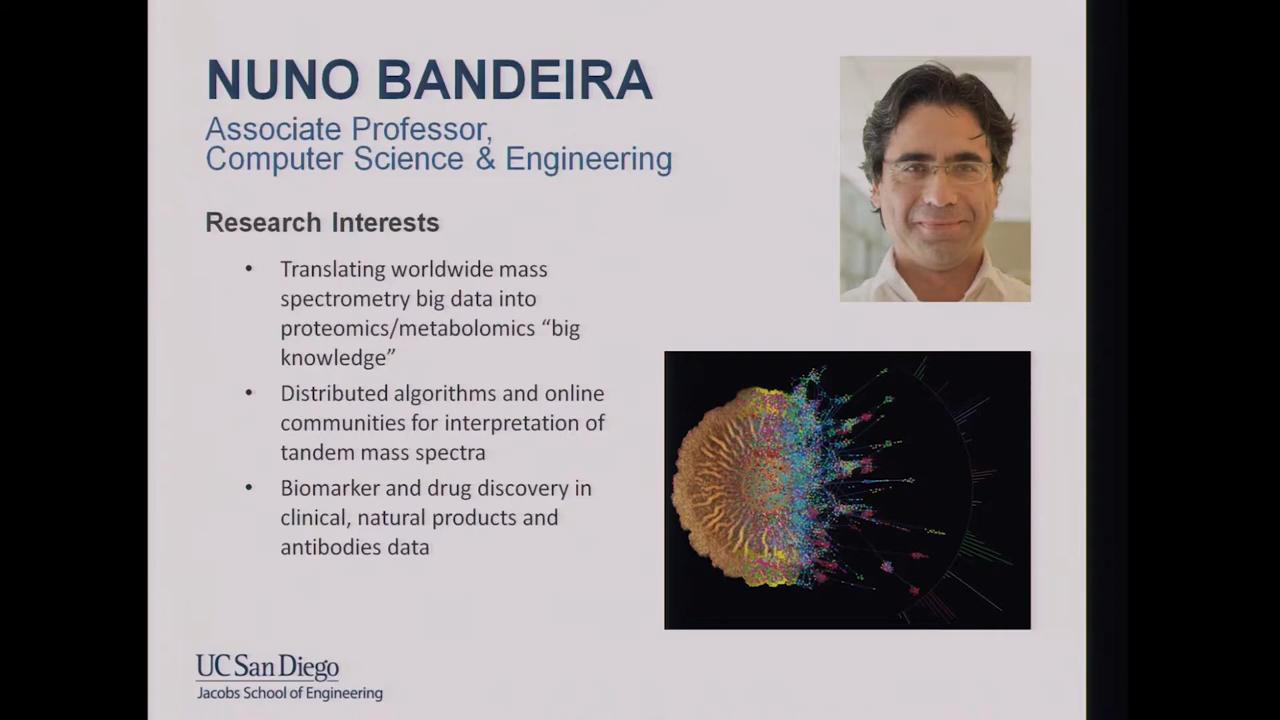 NUNO BANDEIRA
Associate Professor,
Computer Science & Engineering
Research Interests
• Translating worldwide mass
spectrometry big data into
proteomics/metabolomics “big
knowledge”
• Distributed algorithms and online
communities for interpretation of
tandem mass spectra
• Biomarker and drug discovery in
clinical, natural products and
antibodies data
UC San Diego
Jacobs School of Engineering